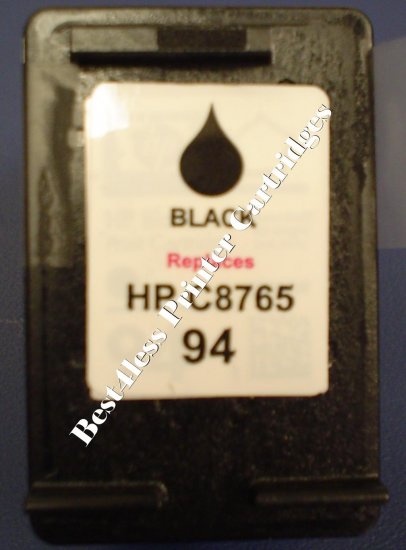 BLACK
Replaces
HP C8765
94
Best4less Printer Cartridges